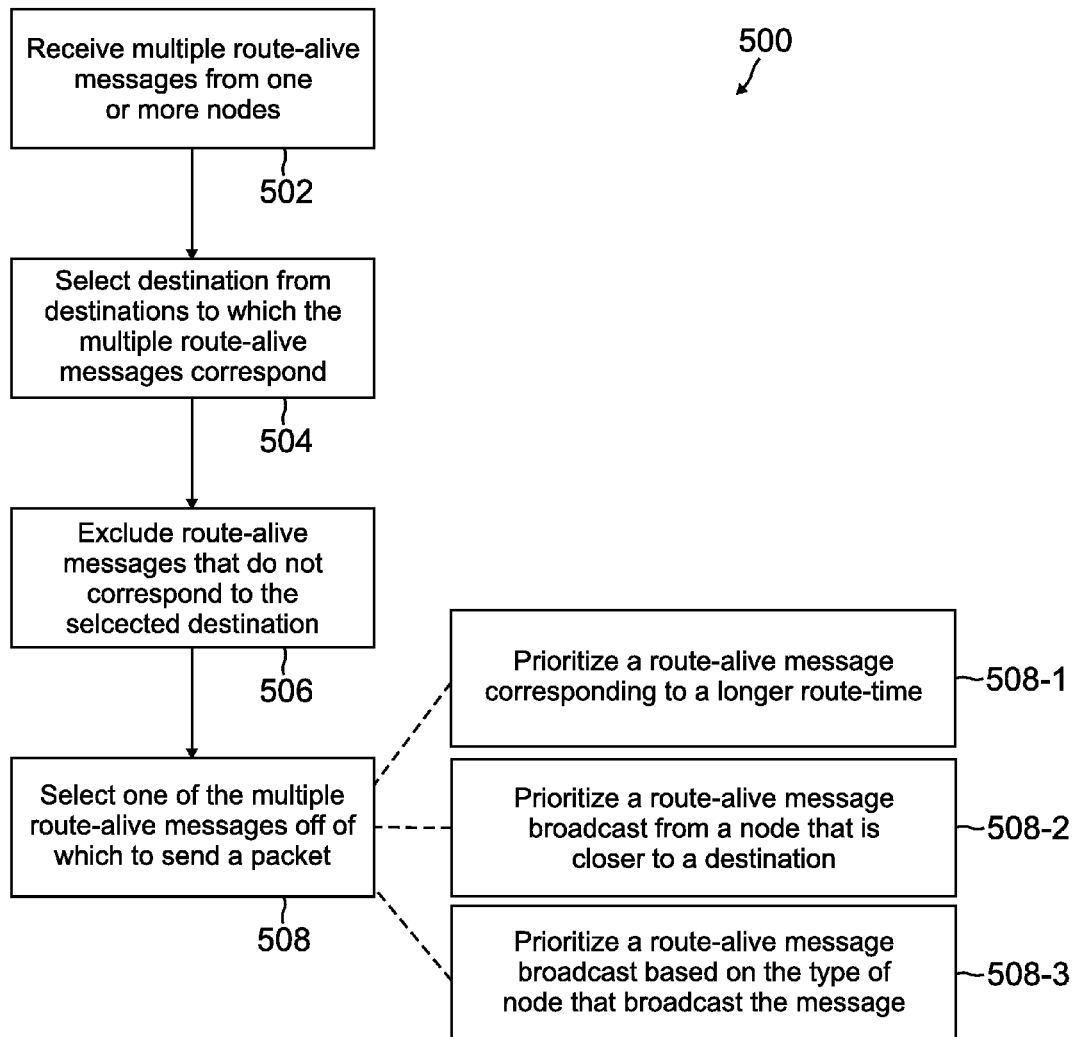 500
Receive multiple route-alive
messages from one
or more nodes
502
Select destination from
destinations to which the
multiple route-alive
messages correspond
504
Exclude route-alive
messages that do not
correspond to the
selcected destination
506
Select one of the multiple
route-alive messages off of
which to send a packet
508
Prioritize a route-alive message
corresponding to a longer route-time
508-1
Prioritize a route-alive message
broadcast from a node that is
closer to a destination
508-2
Prioritize a route-alive message
broadcast based on the type of
node that broadcast the message
508-3